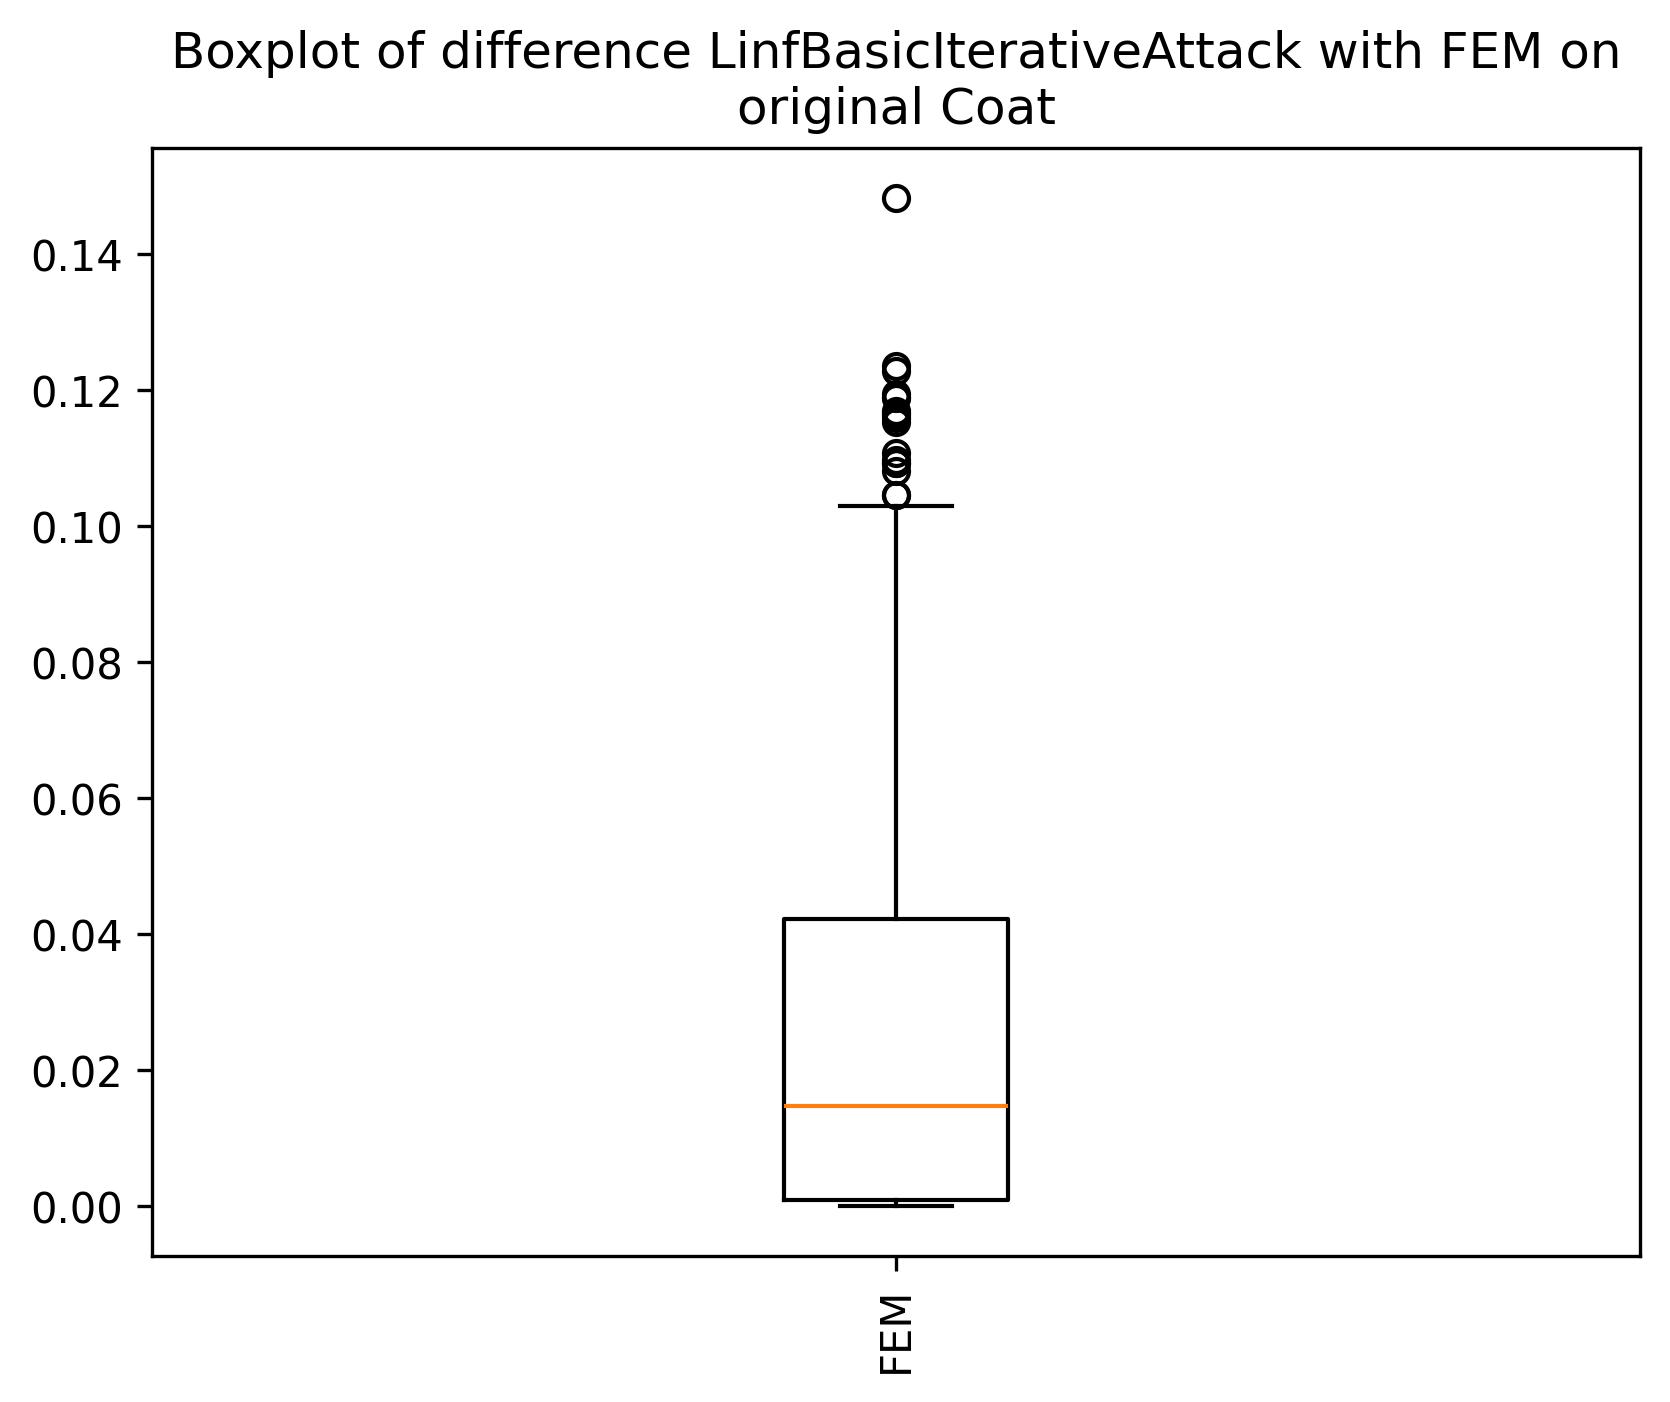 Boxplot of difference LinfBasicIterativeAttack with FEM on
original Coat
0.14
0.12
0.10
0.08
0.06
0.04
0.02
0.00
FEM